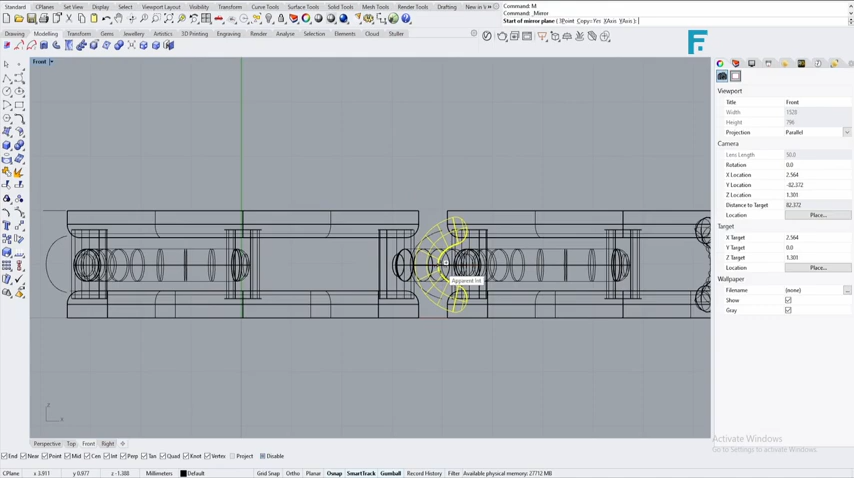 Standard CPlanes Set View Display Select Viewport Layout Visibility Transform Curve Tools Surface Tools Solid Tools Mesh Tools Render Tools Drafting New in V
Command: M
Command: _Mirror
Start of mirror plane ( 3Point Copy=Yes XAxis YAxis ):
Drawing Modelling Transform Gems Jewellery Artistics 3D Printing Engraving Render Analyse Selection Elements Cloud Stuller
Front
Viewport
Title Front
Width 1528
Height 796
Projection Parallel
Camera
Lens Length 50.0
Rotation 0.0
X Location 2.564
Y Location -82.372
Z Location 1.301
Distance to Target 82.372
Location Place...
Target
X Target 2.564
Y Target 0.0
Z Target 1.301
Location Place...
Wallpaper
Filename (none)
Show
Gray
Apparent Int
z
x
Perspective Top Front Right
Activate Windows
Go to Settings to activate Windows.
End Near Point Mid Cen Int Perp Tan Quad Knot Vertex Project Disable
CPlane x 3.911 y 0.977 z -1.388 Millimeters Default Grid Snap Ortho Planar Osnap SmartTrack Gumball Record History Filter Available physical memory: 27712 MB